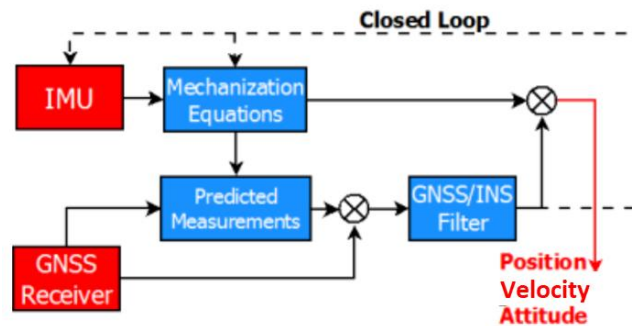 Closed Loop
IMU
Mechanization
Equations
Predicted
Measurements
GNSS/INS
Filter
GNSS
Receiver
Position
Velocity
Attitude